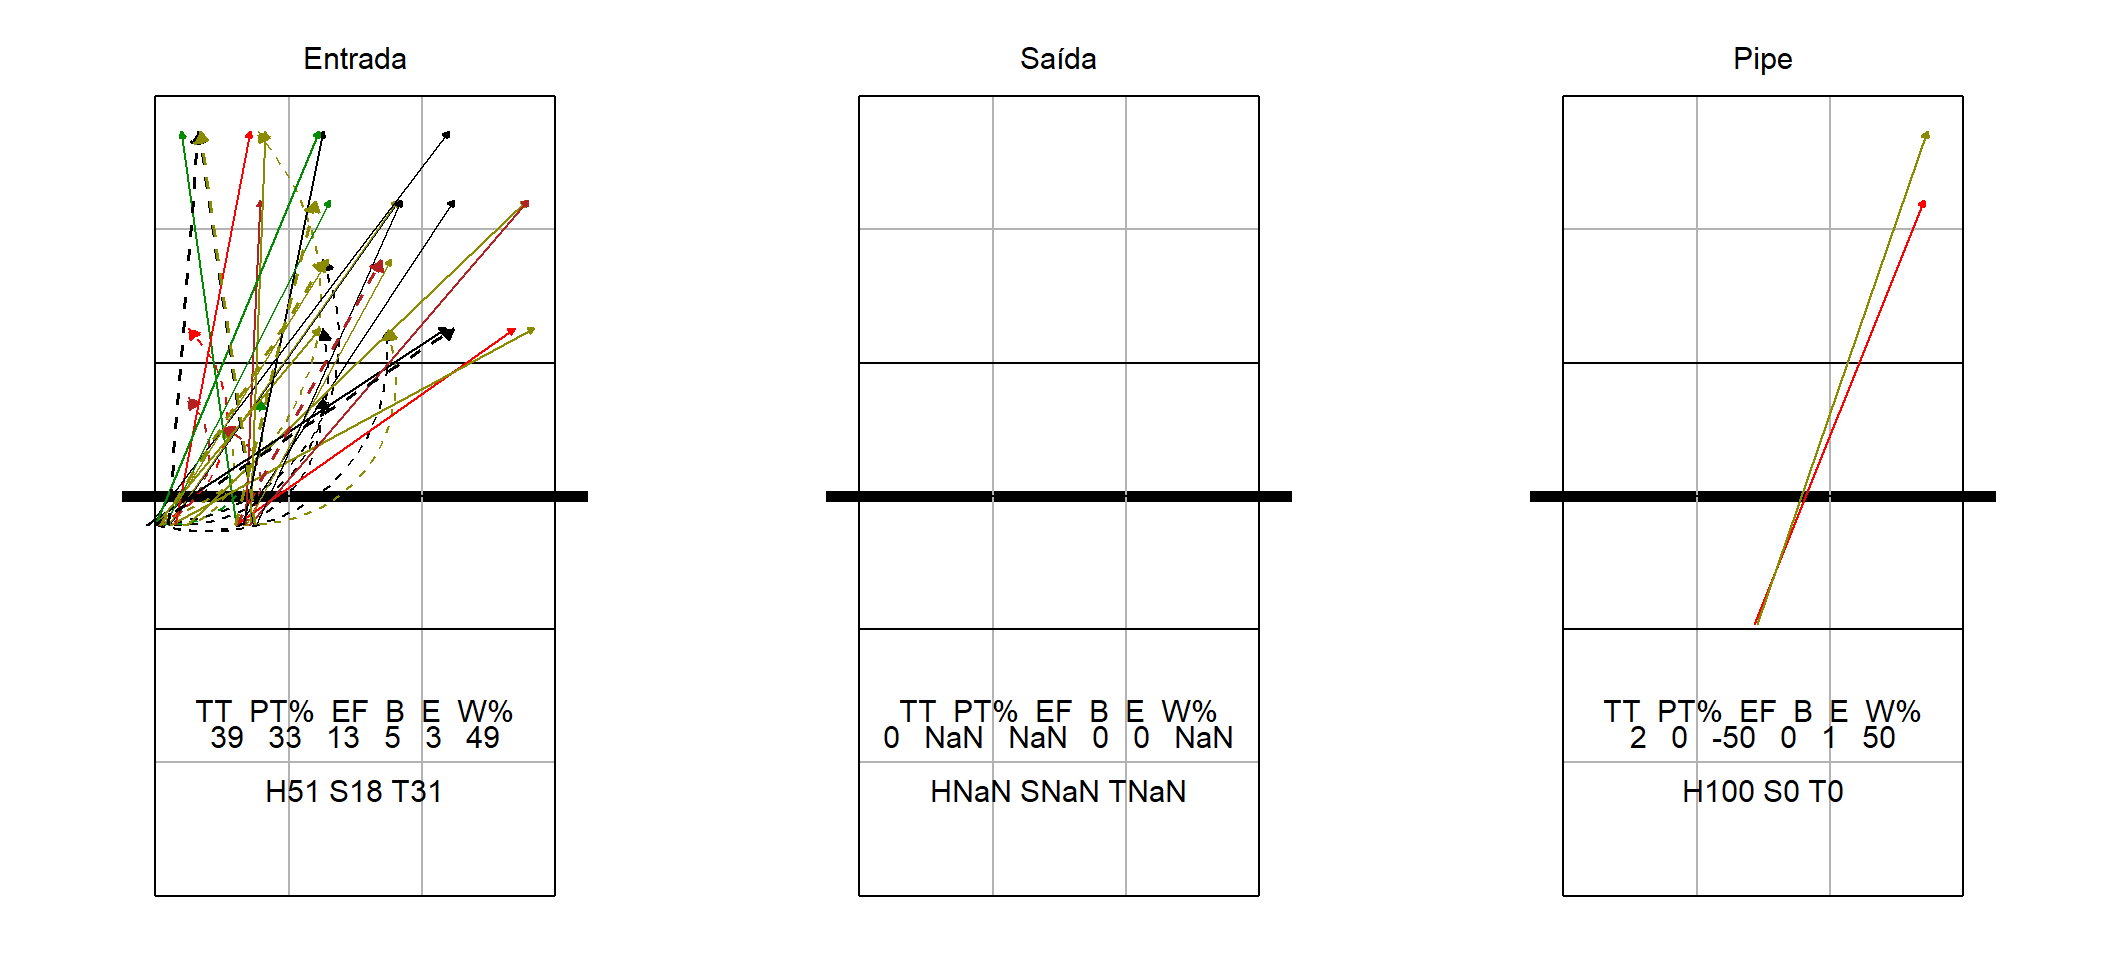 Entrada
TT PT% EF B E W%
39 33 13 5 3 49
H51 S18 T31
Saída
TT PT% EF B E W%
0 NaN NaN 0 0 NaN
HNaN SNaN TNaN
Pipe
TT PT% EF B E W%
2 0 -50 0 1 50
H100 S0 T0